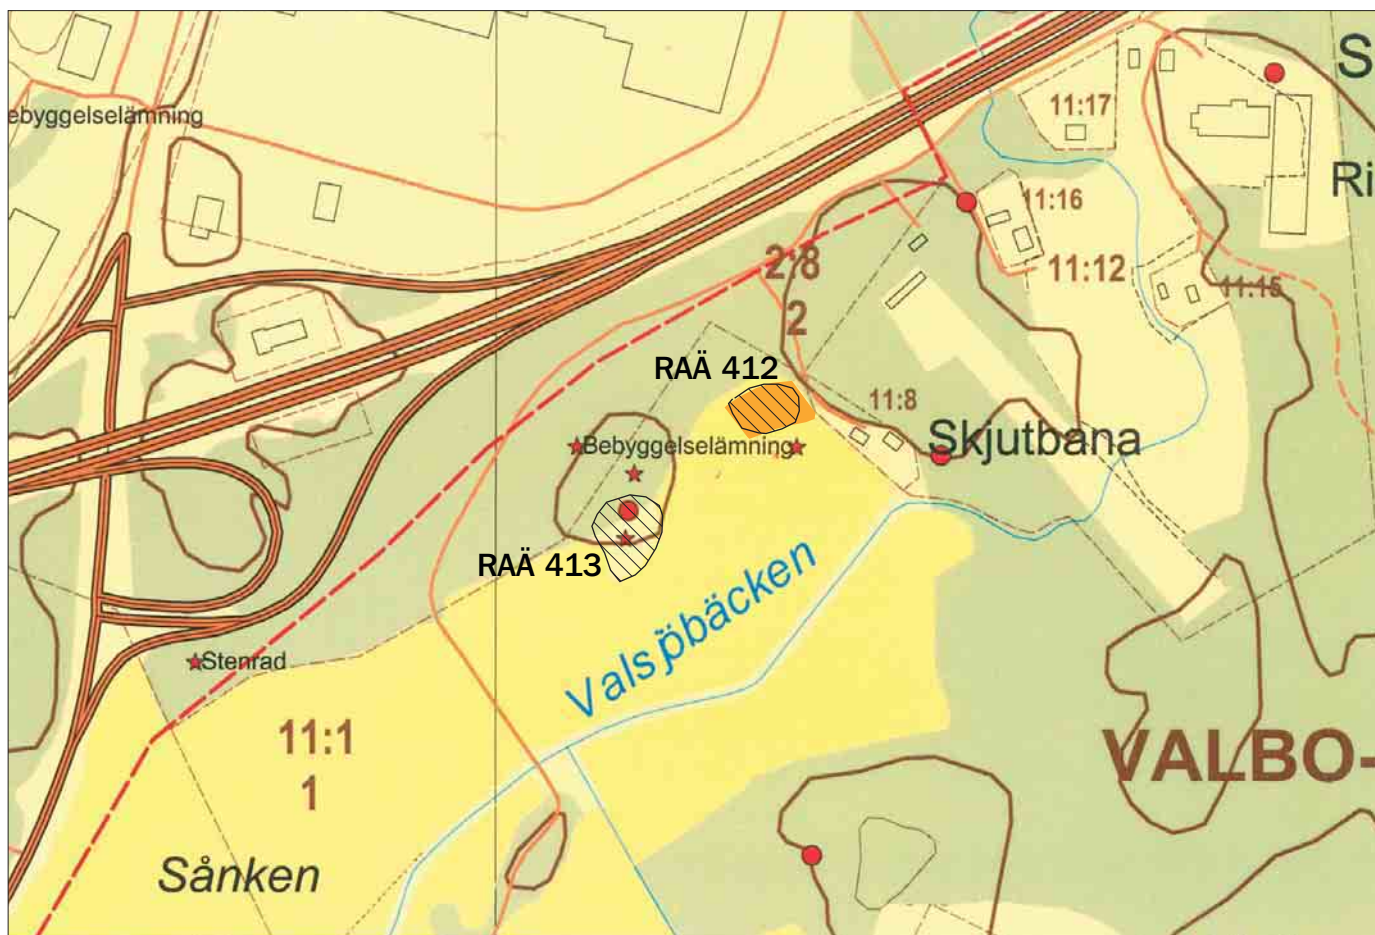 S
ebyggelselämning
11:17
Ri
11:16
2:8
11:12
11:15
2
RAÄ 412
11:8
Bebyggelselämning
Skjutbana
RAÄ 413
Valsjöbäcken
Stenrad
11:1
VALBO-
1
Sånken